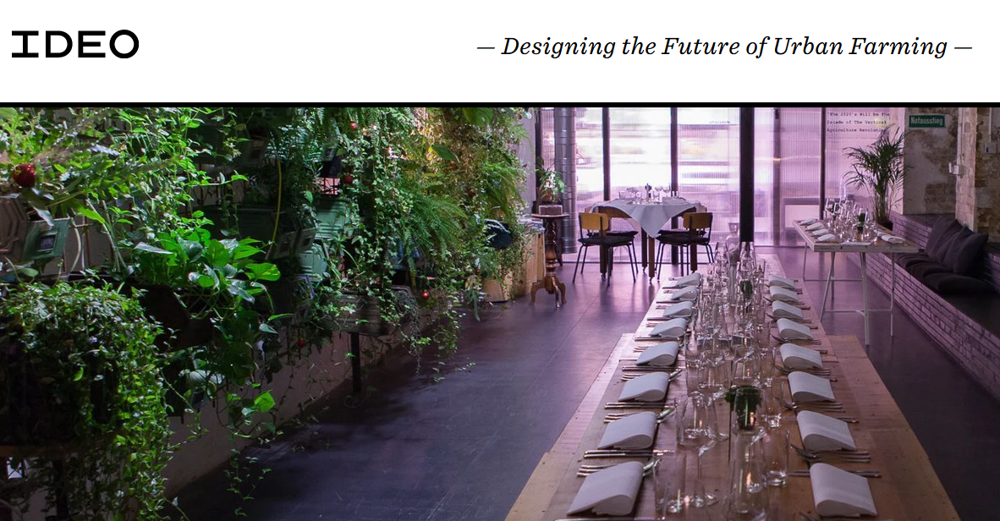 IDEO
— Designing the Future of Urban Farming —
"The 2020's Will be The
Decade of The Vertical
Agriculture Revolution
Notausstieg